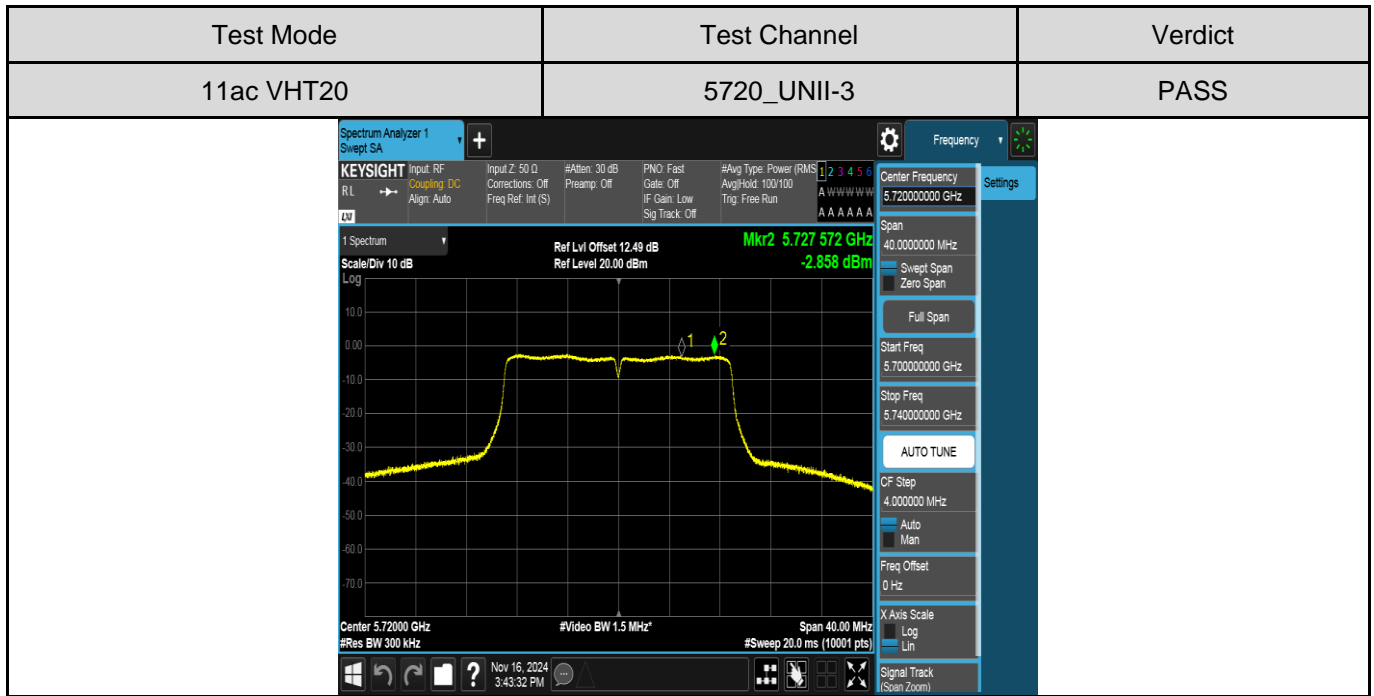 Test Mode Test Channel Verdict
11ac VHT20 5720_UNII-3 PASS
Spectrum Analyzer 1
Swept SA
+
Frequency
KEYSIGHT
RL
LXI
Input: RF
Coupling: DC
Align: Auto
Input Z: 50 Ω
Corrections: Off
Freq Ref: Int (S)
#Atten: 30 dB
Preamp: Off
PNO: Fast
Gate: Off
IF Gain: Low
Sig Track: Off
#Avg Type: Power (RMS
Avg|Hold: 100/100
Trig: Free Run
1 2 3 4 5 6
A W W W W W
A A A A A A
1 Spectrum
Scale/Div 10 dB
Log
Ref Lvl Offset 12.49 dB
Ref Level 20.00 dBm
Mkr2 5.727 572 GHz
-2.858 dBm
10.0
0.00
-10.0
-20.0
-30.0
-40.0
-50.0
-60.0
-70.0
1
2
Center 5.72000 GHz
#Res BW 300 kHz
#Video BW 1.5 MHz*
Span 40.00 MHz
#Sweep 20.0 ms (10001 pts)
?
Nov 16, 2024
3:43:32 PM
Center Frequency
5.720000000 GHz
Settings
Span
40.0000000 MHz
Swept Span
Zero Span
Full Span
Start Freq
5.700000000 GHz
Stop Freq
5.740000000 GHz
AUTO TUNE
CF Step
4.000000 MHz
Auto
Man
Freq Offset
0 Hz
X Axis Scale
Log
Lin
Signal Track
(Span Zoom)